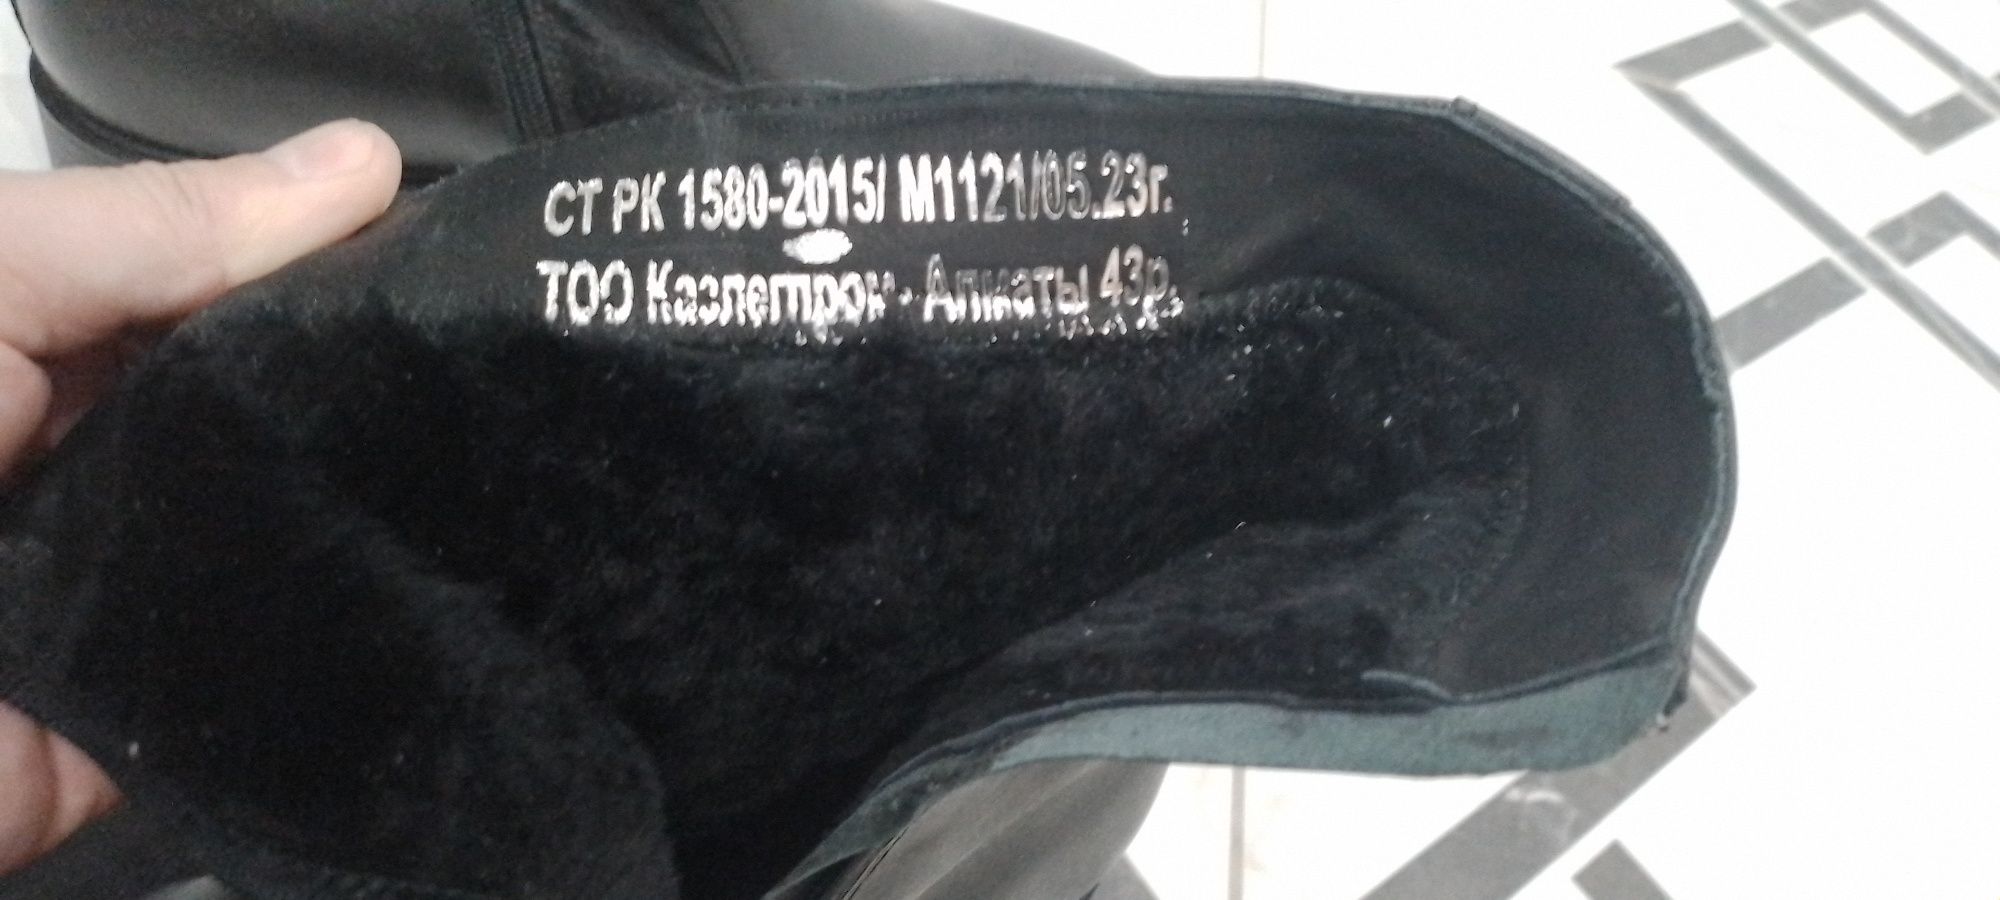 СТ РК 1580-2015/ М1121/05.23г.
ТОО Казлегпром - Алматы 43р.